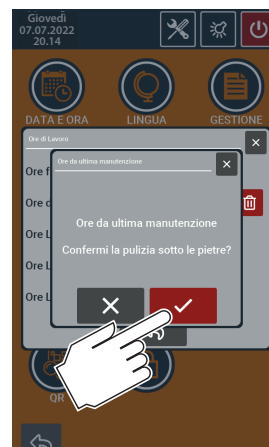 Giovedì
07.07.2022
20.14
DATA E ORA
LINGUA
GESTIONE
Ore di Lavoro
Ore da ultima manutenzione
Ore
Ore
Ore
Ore
Ore
Ore da ultima manutenzione
Confermi la pulizia sotto le pietre?
QR